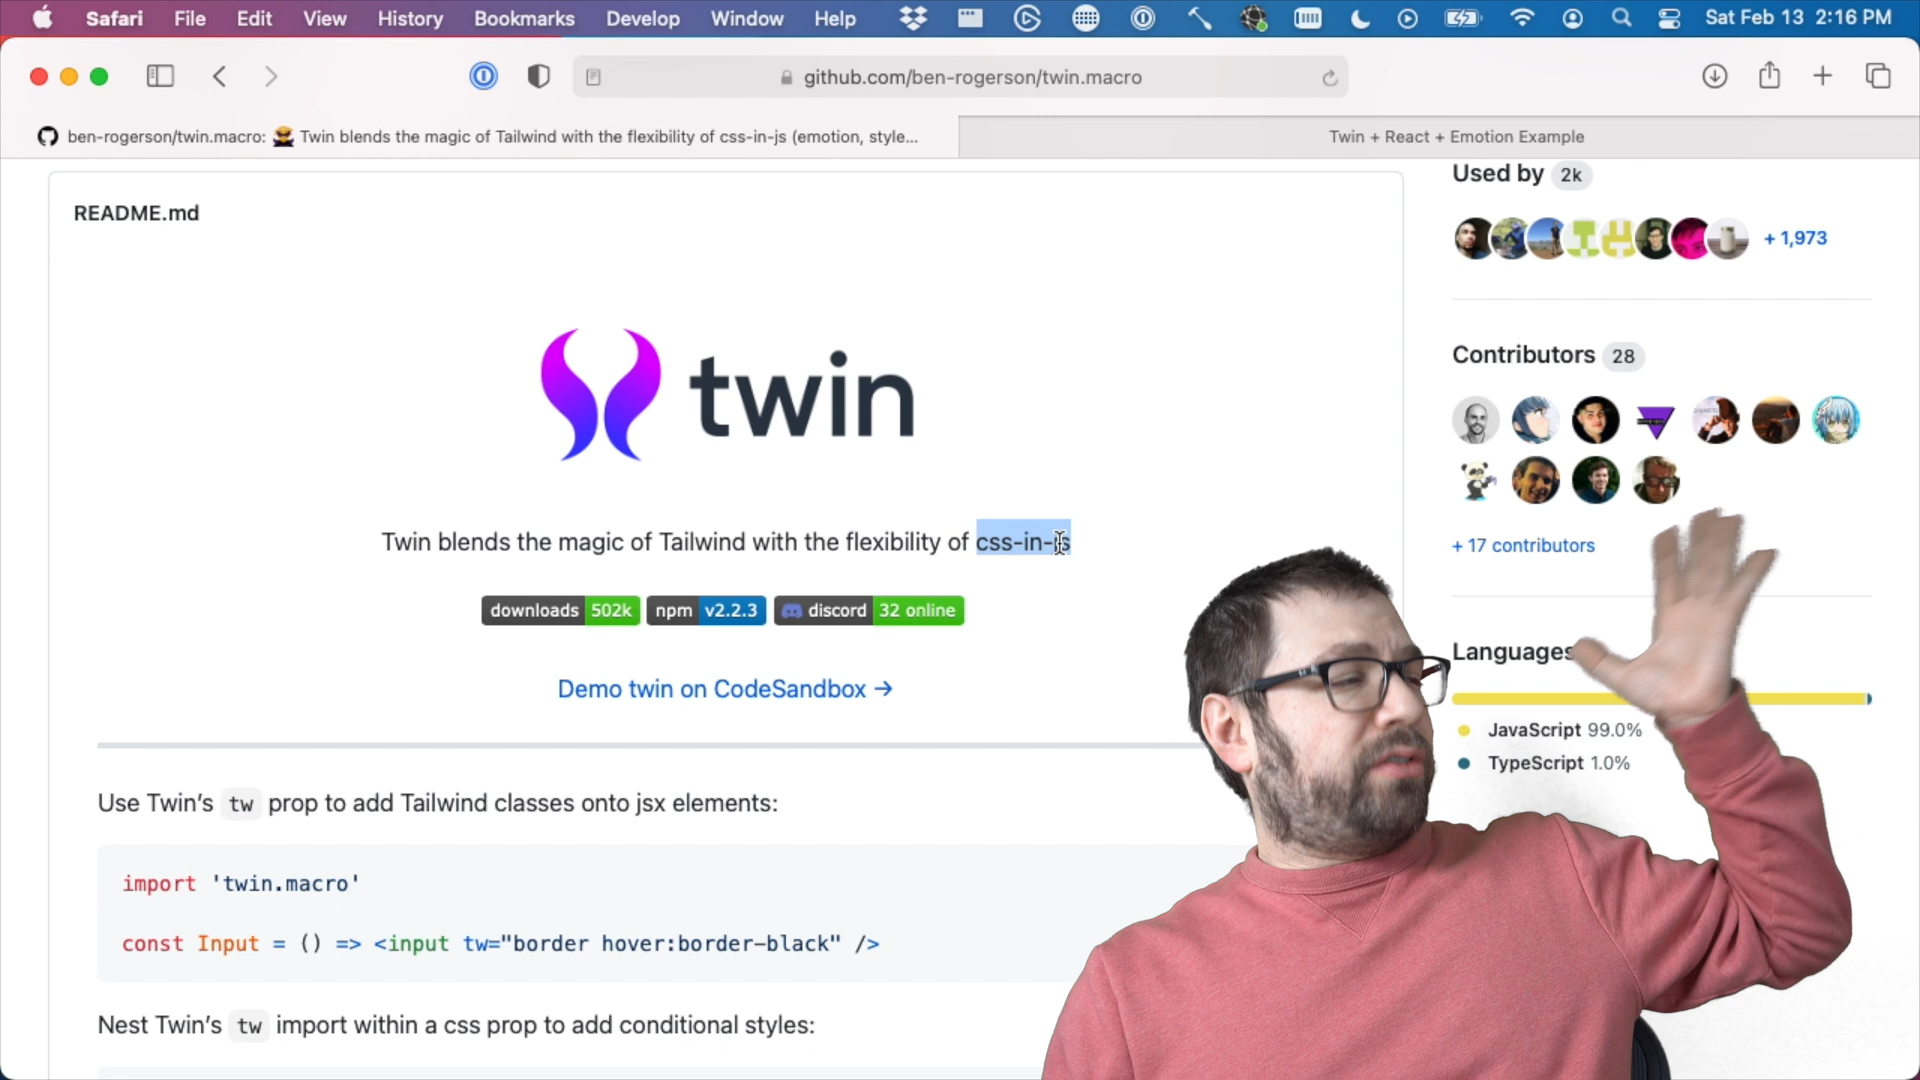 Safari File Edit View History Bookmarks Develop Window Help Sat Feb 13 2:16 PM
github.com/ben-rogerson/twin.macro
ben-rogerson/twin.macro: Twin blends the magic of Tailwind with the flexibility of css-in-js (emotion, style...
Twin + React + Emotion Example
README.md
twin
Twin blends the magic of Tailwind with the flexibility of css-in-js
downloads 502k npm v2.2.3 discord 32 online
Demo twin on CodeSandbox →
Use Twin's tw prop to add Tailwind classes onto jsx elements:
import 'twin.macro'
const Input = () => <input tw="border hover:border-black" />
Nest Twin's tw import within a css prop to add conditional styles:
Used by 2k
+ 1,973
Contributors 28
+ 17 contributors
Languages
JavaScript 99.0%
TypeScript 1.0%